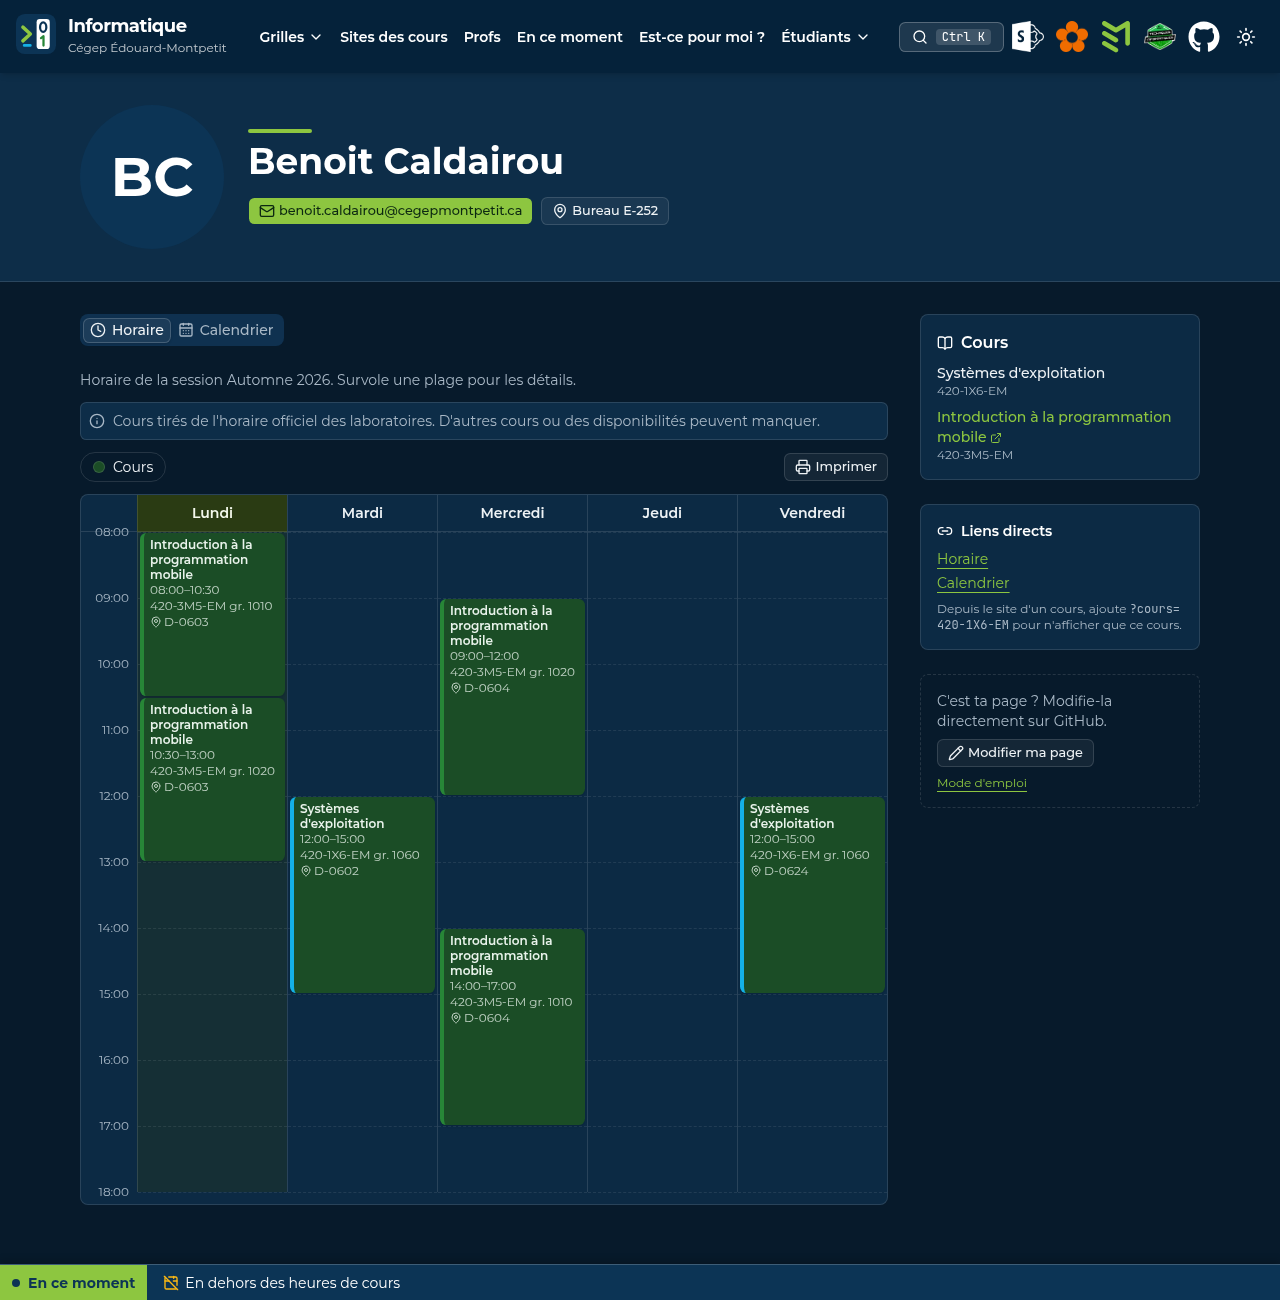 Informatique
Cégep Édouard-Montpetit
Grilles
Sites des cours
Profs
En ce moment
Est-ce pour moi ?
Étudiants
Ctrl K
BC
Benoit Caldairou
benoit.caldairou@cegepmontpetit.ca
Bureau E-252
Horaire
Calendrier
Horaire de la session Automne 2026. Survole une plage pour les détails.
Cours tirés de l'horaire officiel des laboratoires. D'autres cours ou des disponibilités peuvent manquer.
Cours
Imprimer
Lundi
Mardi
Mercredi
Jeudi
Vendredi
08:00
09:00
10:00
11:00
12:00
13:00
14:00
15:00
16:00
17:00
18:00
Introduction à la
programmation
mobile
08:00–10:30
420-3M5-EM gr. 1010
D-0603
Introduction à la
programmation
mobile
10:30–13:00
420-3M5-EM gr. 1020
D-0603
Systèmes
d'exploitation
12:00–15:00
420-1X6-EM gr. 1060
D-0602
Introduction à la
programmation
mobile
09:00–12:00
420-3M5-EM gr. 1020
D-0604
Introduction à la
programmation
mobile
14:00–17:00
420-3M5-EM gr. 1010
D-0604
Systèmes
d'exploitation
12:00–15:00
420-1X6-EM gr. 1060
D-0624
Cours
Systèmes d'exploitation
420-1X6-EM
Introduction à la programmation
mobile
420-3M5-EM
Liens directs
Horaire
Calendrier
Depuis le site d'un cours, ajoute ?cours=
420-1X6-EM pour n'afficher que ce cours.
C'est ta page ? Modifie-la
directement sur GitHub.
Modifier ma page
Mode d'emploi
En ce moment
En dehors des heures de cours